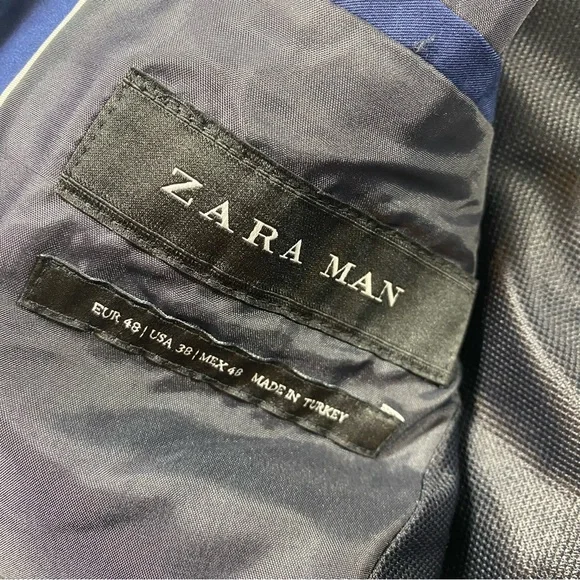 ZARA MAN
EUR 48 | USA 38 | MEX 48 MADE IN TURKEY